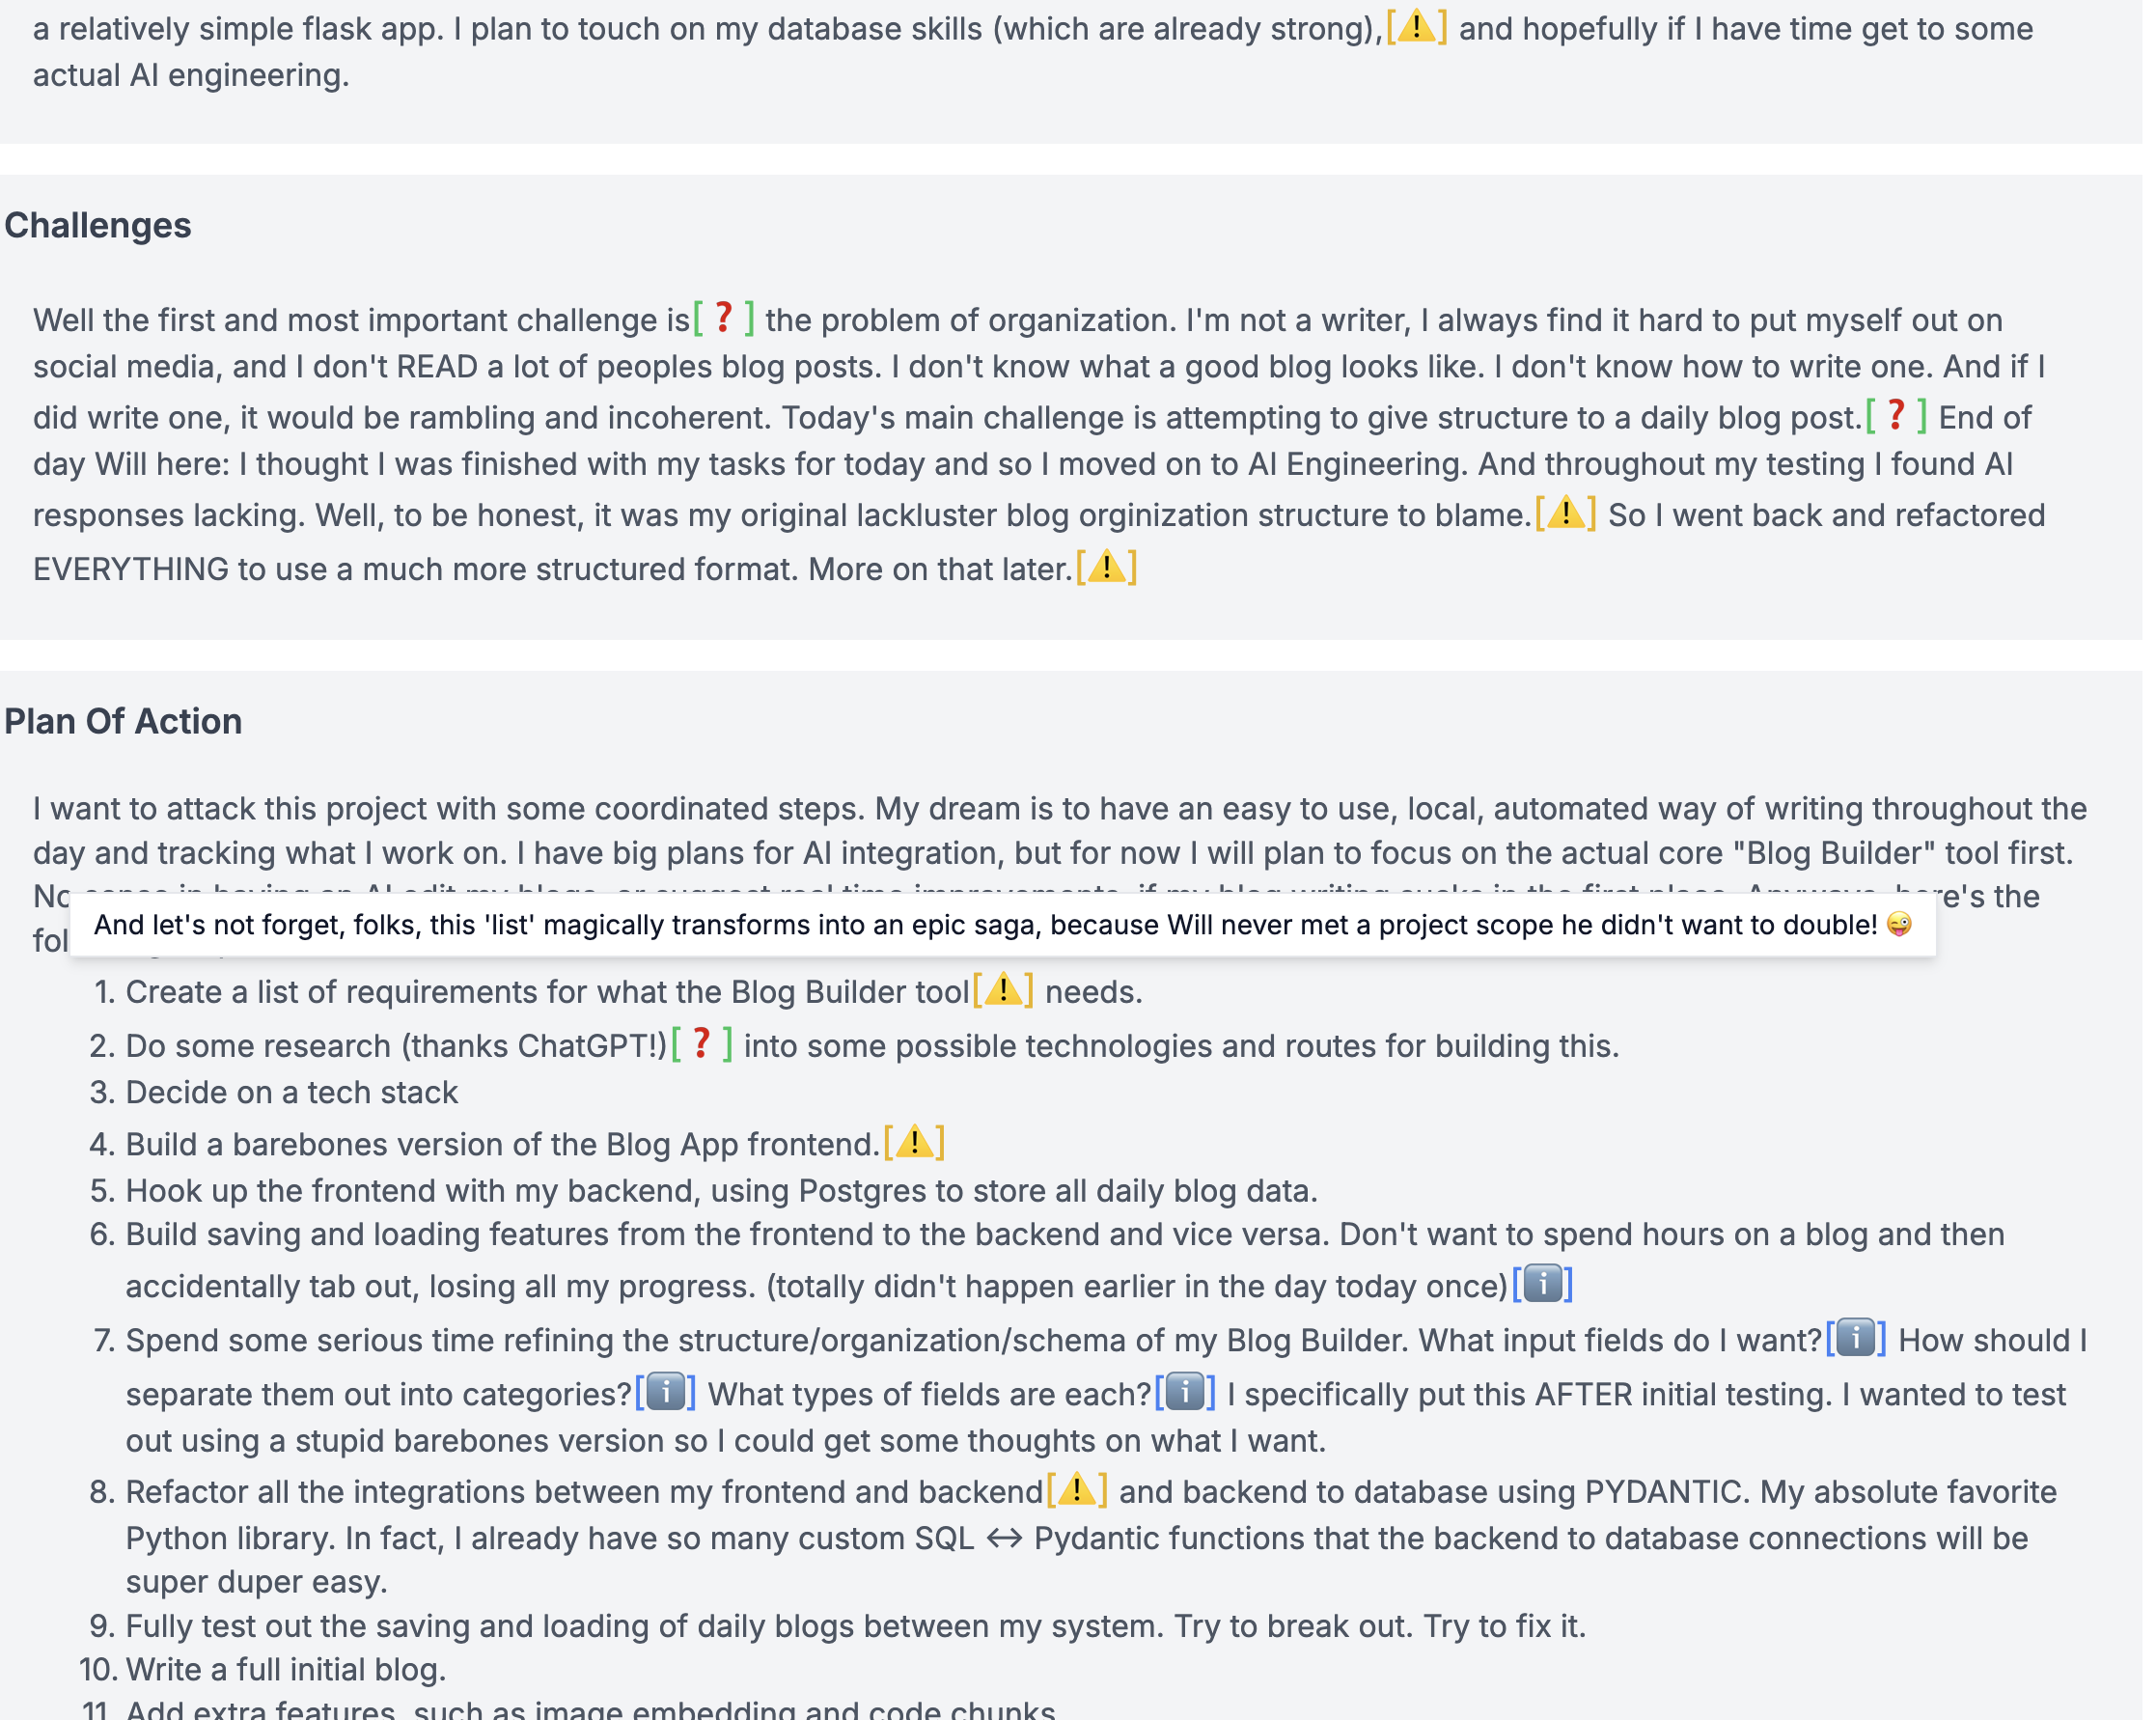 a relatively simple flask app. I plan to touch on my database skills (which are already strong),[⚠️] and hopefully if I have time get to some
actual AI engineering.
Challenges
Well the first and most important challenge is[❓] the problem of organization. I'm not a writer, I always find it hard to put myself out on
social media, and I don't READ a lot of peoples blog posts. I don't know what a good blog looks like. I don't know how to write one. And if I
did write one, it would be rambling and incoherent. Today's main challenge is attempting to give structure to a daily blog post.[❓] End of
day Will here: I thought I was finished with my tasks for today and so I moved on to AI Engineering. And throughout my testing I found AI
responses lacking. Well, to be honest, it was my original lackluster blog orginization structure to blame.[⚠️] So I went back and refactored
EVERYTHING to use a much more structured format. More on that later.[⚠️]
Plan Of Action
I want to attack this project with some coordinated steps. My dream is to have an easy to use, local, automated way of writing throughout the
day and tracking what I work on. I have big plans for AI integration, but for now I will plan to focus on the actual core "Blog Builder" tool first.
No sense in having an AI edit my blogs, or suggest real time improvements, if my blog writing sucks in the first place. Anyways, here's the
And let's not forget, folks, this 'list' magically transforms into an epic saga, because Will never met a project scope he didn't want to double! 😜
1. Create a list of requirements for what the Blog Builder tool[⚠️] needs.
2. Do some research (thanks ChatGPT!)[❓] into some possible technologies and routes for building this.
3. Decide on a tech stack
4. Build a barebones version of the Blog App frontend.[⚠️]
5. Hook up the frontend with my backend, using Postgres to store all daily blog data.
6. Build saving and loading features from the frontend to the backend and vice versa. Don't want to spend hours on a blog and then
accidentally tab out, losing all my progress. (totally didn't happen earlier in the day today once)[ℹ️]
7. Spend some serious time refining the structure/organization/schema of my Blog Builder. What input fields do I want?[ℹ️] How should I
separate them out into categories?[ℹ️] What types of fields are each?[ℹ️] I specifically put this AFTER initial testing. I wanted to test
out using a stupid barebones version so I could get some thoughts on what I want.
8. Refactor all the integrations between my frontend and backend[⚠️] and backend to database using PYDANTIC. My absolute favorite
Python library. In fact, I already have so many custom SQL <-> Pydantic functions that the backend to database connections will be
super duper easy.
9. Fully test out the saving and loading of daily blogs between my system. Try to break out. Try to fix it.
10. Write a full initial blog.
11. Add extra features, such as image embedding and code chunks